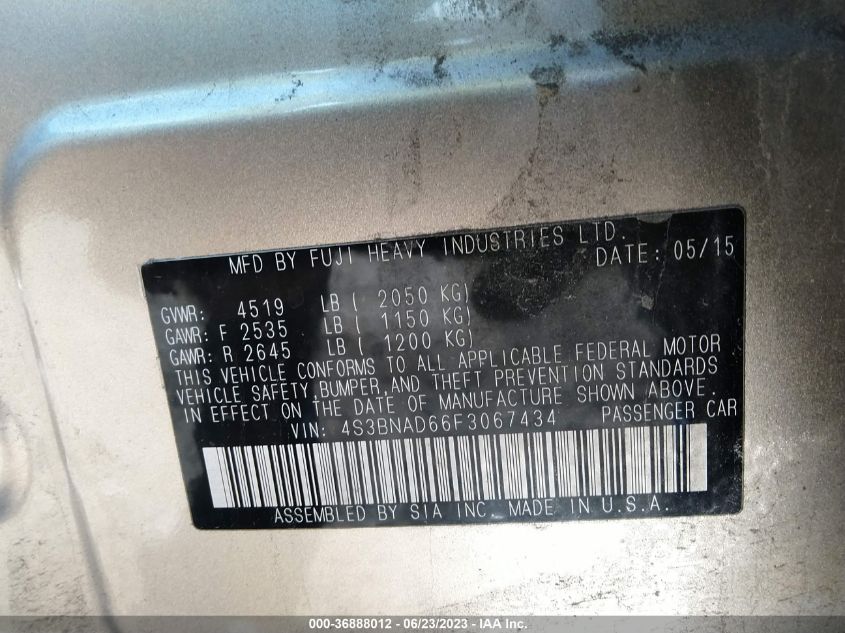 MFD BY FUJI HEAVY INDUSTRIES LTD.
DATE: 05/15
GVWR: 4519 LB ( 2050 KG)
GAWR: F 2535 LB ( 1150 KG)
GAWR: R 2645 LB ( 1200 KG)
THIS VEHICLE CONFORMS TO ALL APPLICABLE FEDERAL MOTOR
VEHICLE SAFETY,BUMPER,AND THEFT PREVENTION STANDARDS
IN EFFECT ON THE DATE OF MANUFACTURE SHOWN ABOVE.
VIN: 4S3BNAD66F3067434 PASSENGER CAR
ASSEMBLED BY SIA INC. MADE IN U.S.A.
000-36888012 - 06/23/2023 - IAA Inc.